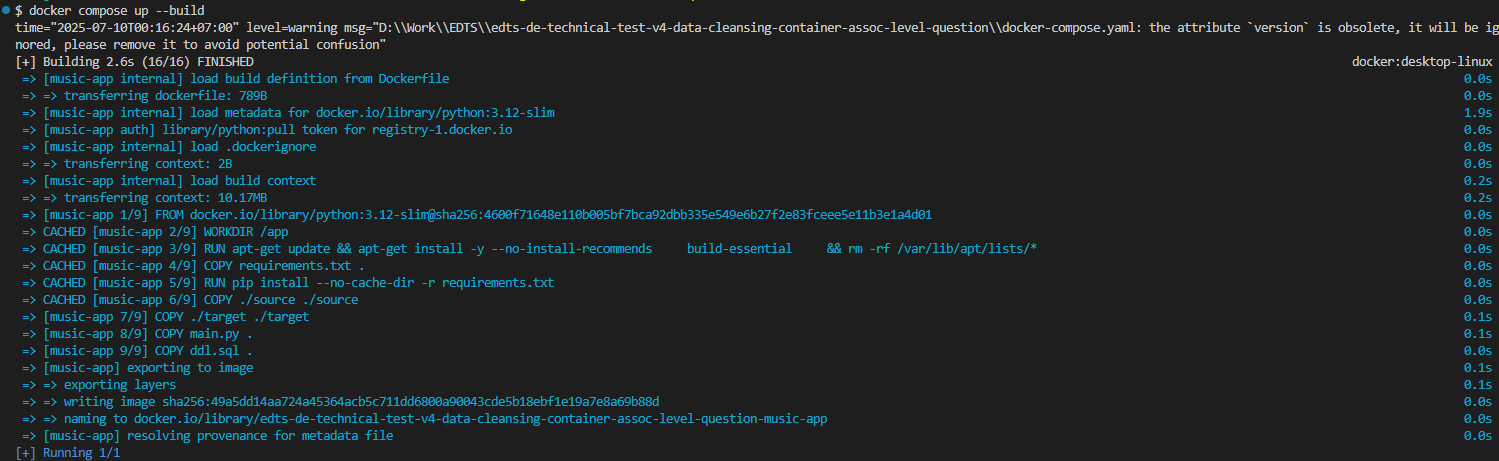 $ docker compose up --build
time="2025-07-10T00:16:24+07:00" level=warning msg="D:\\Work\\EDTS\\edts-de-technical-test-v4-data-cleansing-container-assoc-level-question\\docker-compose.yaml: the attribute `version` is obsolete, it will be ig
nored, please remove it to avoid potential confusion"
[+] Building 2.6s (16/16) FINISHED docker:desktop-linux
=> [music-app internal] load build definition from Dockerfile 0.0s
=> => transferring dockerfile: 789B 0.0s
=> [music-app internal] load metadata for docker.io/library/python:3.12-slim 1.9s
=> [music-app auth] library/python:pull token for registry-1.docker.io 0.0s
=> [music-app internal] load .dockerignore 0.0s
=> => transferring context: 2B 0.0s
=> [music-app internal] load build context 0.2s
=> => transferring context: 10.17MB 0.2s
=> [music-app 1/9] FROM docker.io/library/python:3.12-slim@sha256:4600f71648e110b005bf7bca92dbb335e549e6b27f2e83fceee5e11b3e1a4d01 0.0s
=> CACHED [music-app 2/9] WORKDIR /app 0.0s
=> CACHED [music-app 3/9] RUN apt-get update && apt-get install -y --no-install-recommends     build-essential     && rm -rf /var/lib/apt/lists/* 0.0s
=> CACHED [music-app 4/9] COPY requirements.txt . 0.0s
=> CACHED [music-app 5/9] RUN pip install --no-cache-dir -r requirements.txt 0.0s
=> CACHED [music-app 6/9] COPY ./source ./source 0.0s
=> [music-app 7/9] COPY ./target ./target 0.1s
=> [music-app 8/9] COPY main.py . 0.1s
=> [music-app 9/9] COPY ddl.sql . 0.0s
=> [music-app] exporting to image 0.1s
=> => exporting layers 0.1s
=> => writing image sha256:49a5dd14aa724a45364acb5c711dd6800a90043cde5b18ebf1e19a7e8a69b88d 0.0s
=> => naming to docker.io/library/edts-de-technical-test-v4-data-cleansing-container-assoc-level-question-music-app 0.0s
=> [music-app] resolving provenance for metadata file 0.0s
[+] Running 1/1